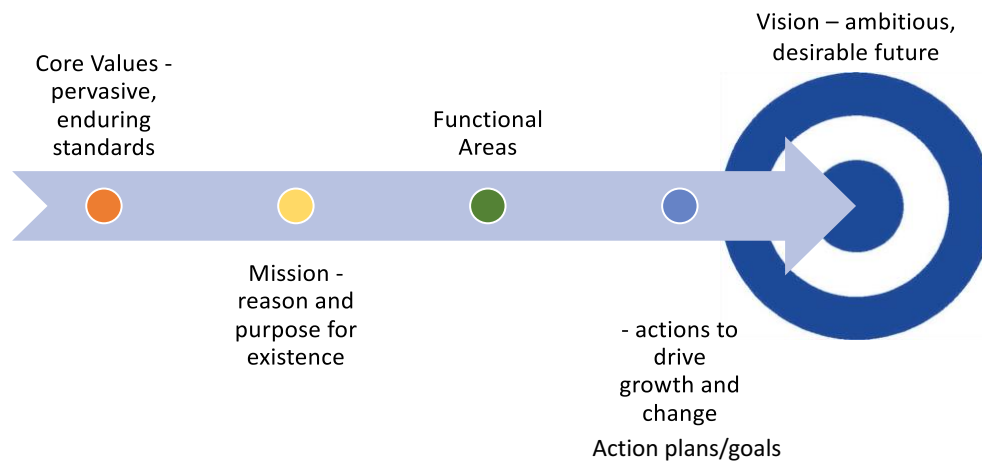 Core Values -
pervasive,
enduring
standards
Mission -
reason and
purpose for
existence
Functional
Areas
- actions to
drive
growth and
change
Action plans/goals
Vision – ambitious,
desirable future